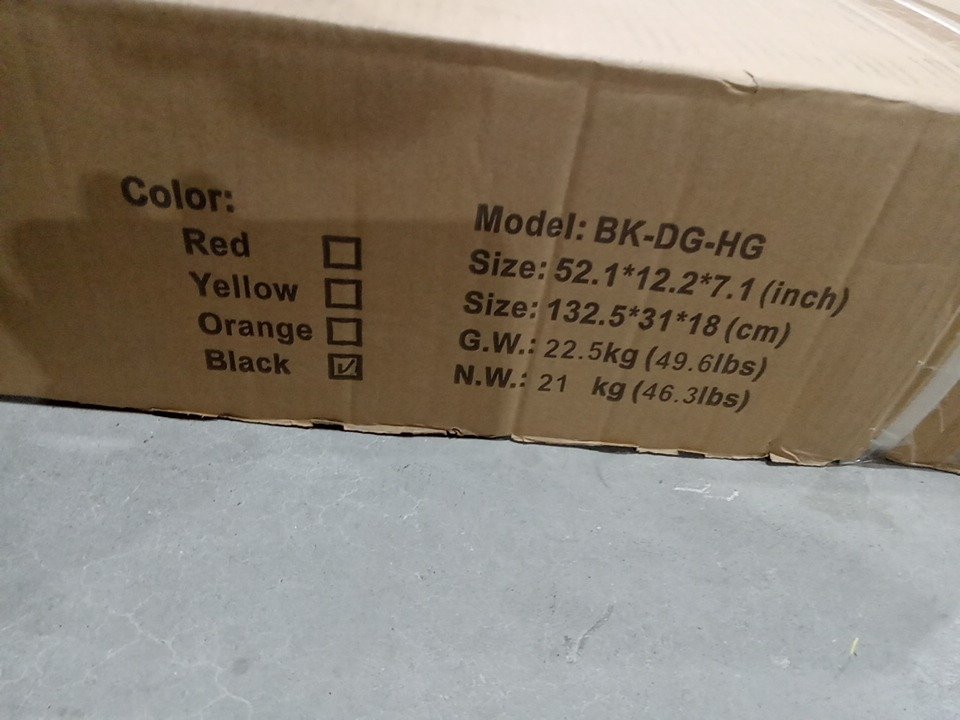 Color:
Red ☐
Yellow ☐
Orange ☐
Black ☑
Model: BK-DG-HG
Size: 52.1*12.2*7.1 (inch)
Size: 132.5*31*18 (cm)
G.W.: 22.5kg (49.6lbs)
N.W.: 21 kg (46.3lbs)